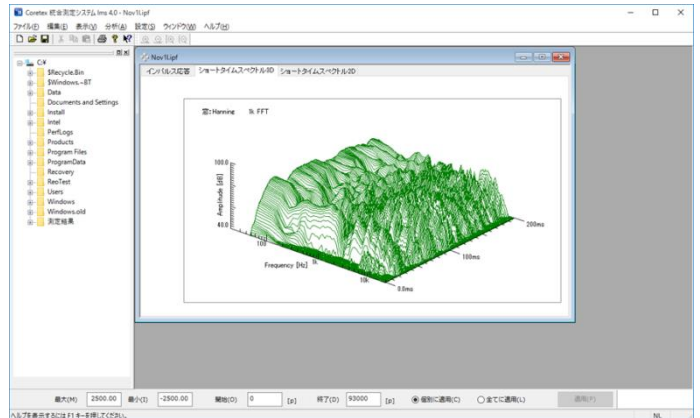 Coretex 統合測定システム Ims 4.0 - Nov1l.ipf
ファイル(F) 編集(E) 表示(V) 分析(A) 設定(S) ウィンドウ(W) ヘルプ(H)
C:¥
$Recycle.Bin
$Windows.~BT
Data
Documents and Settings
Install
Intel
PerfLogs
Products
Program Files
ProgramData
Recovery
ReoTest
Users
Windows
Windows.old
測定結果
Nov1l.ipf
インパルス応答 ショートタイムスペクトル3D ショートタイムスペクトル2D
窓: Hanning 1k FFT
100.0
Amplitude [dB]
40.0
100
Frequency [Hz]
1k
10k
0.0ms
100ms
200ms
最大(M) 2500.00 最小(I) -2500.00 開始(O) 0 [p] 終了(D) 93000 [p] 個別に適用(C) 全てに適用(L) 適用(P)
ヘルプを表示するには F1 キーを押してください。
NUM